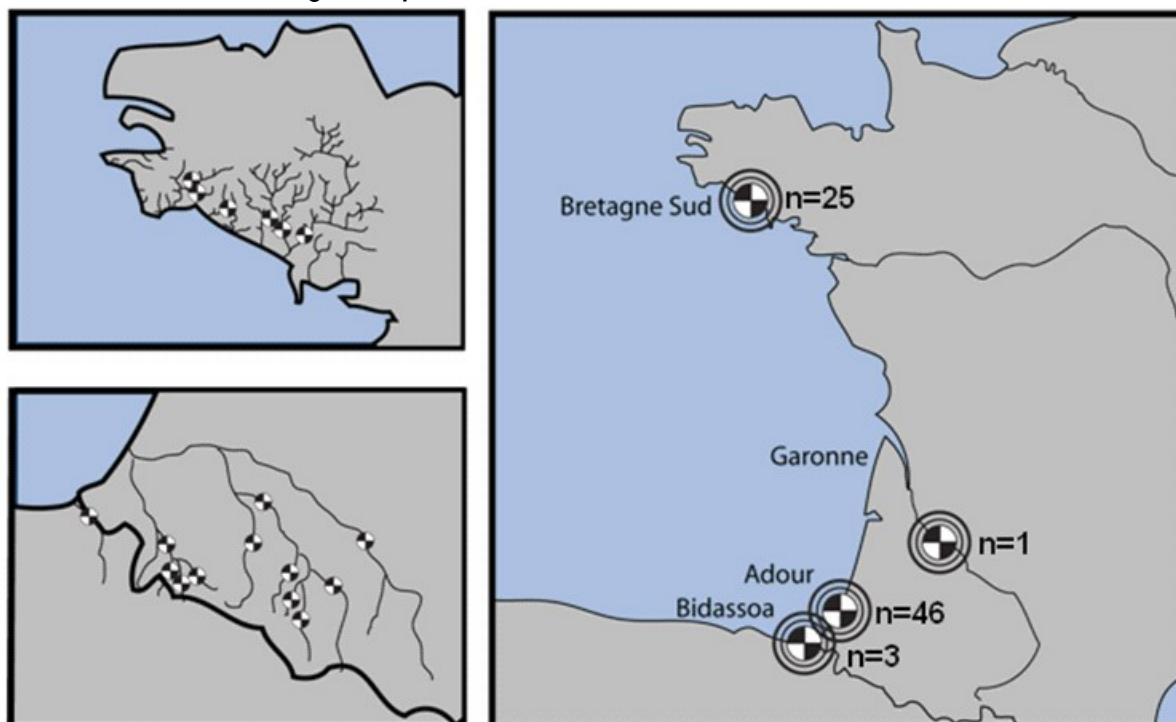 Bretagne Sud n=25
Garonne
n=1
Adour
Bidassoa n=46
n=3